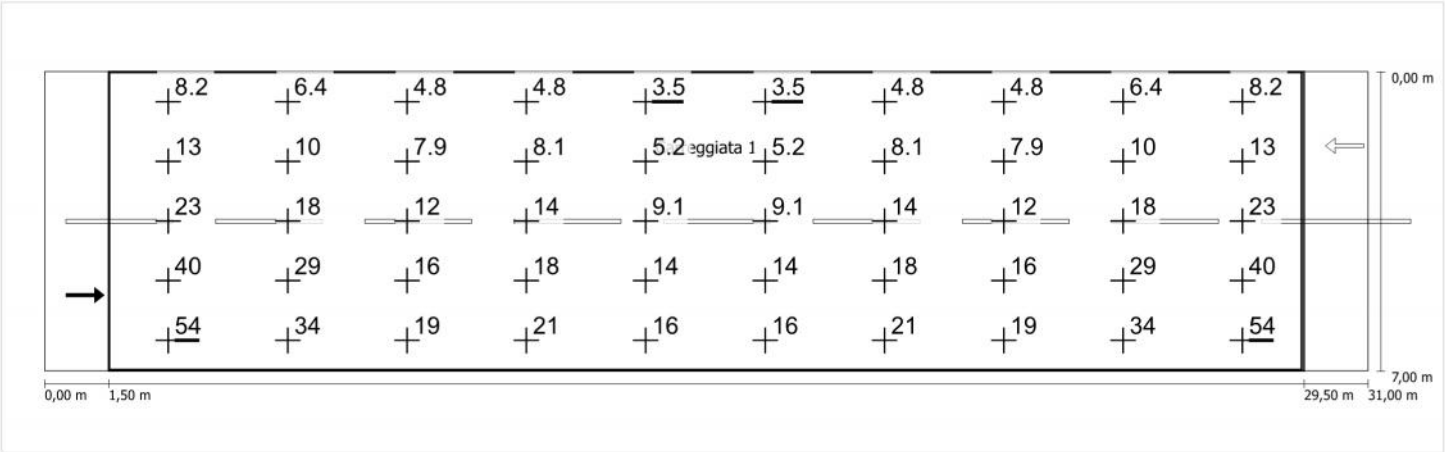 8.2 6.4 4.8 4.8 3.5 3.5 4.8 4.8 6.4 8.2
0,00 m
13 10 7.9 8.1 5.2 eggiata 1 5.2 8.1 7.9 10 13
23 18 12 14 9.1 9.1 14 12 18 23
40 29 16 18 14 14 18 16 29 40
54 34 19 21 16 16 21 19 34 54
7,00 m
0,00 m 1,50 m 29,50 m 31,00 m